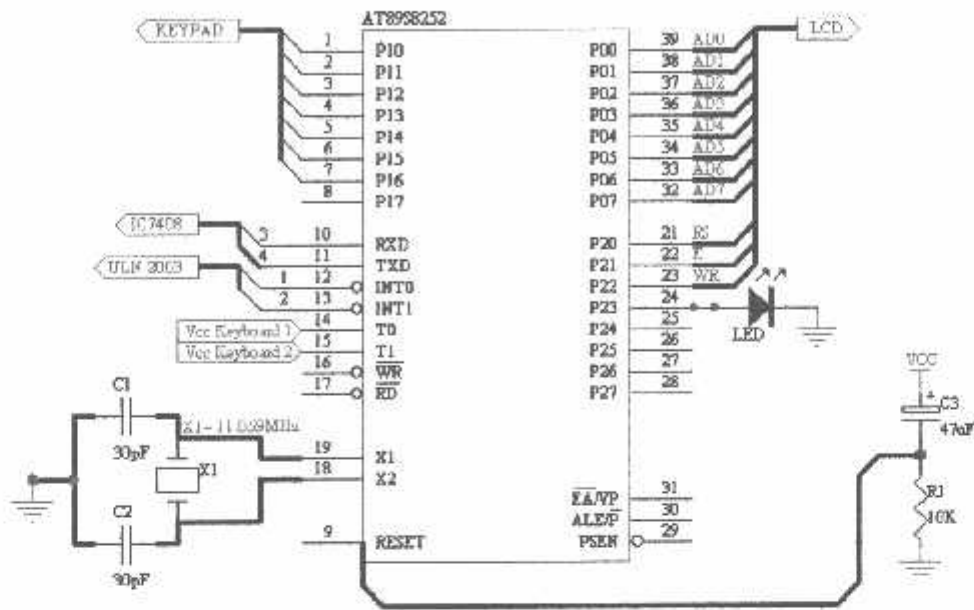 AT89S8252
KEYPAD
LCD
1 P10
2 P11
3 P12
4 P13
5 P14
6 P15
7 P16
8 P17
P00 39 AD0
P01 38 AD1
P02 37 AD2
P03 36 AD3
P04 35 AD4
P05 34 AD5
P06 33 AD6
P07 32 AD7
IC7408
ULN 2003
3 10 RXD
4 11 TXD
1 12 INT0
2 13 INT1
Vcc Keyboard 1 14 T0
Vcc Keyboard 2 15 T1
16 WR
17 RD
P20 21 RS
P21 22 E
P22 23 WR
P23 24
P24 25
P25 26
P26 27
P27 28
LED
C1
30pF
X1-11.059MHz
X1
C2
30pF
19 X1
18 X2
9 RESET
EA/VP 31
ALE/P 30
PSEN 29
VCC
+
C3
47uF
R1
10K